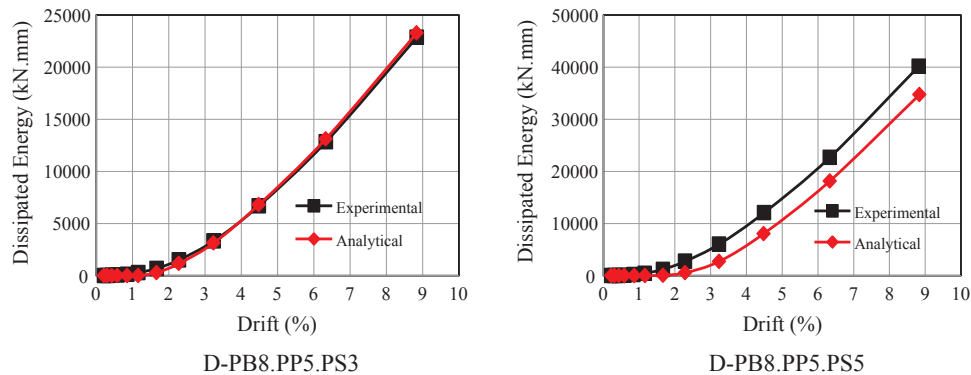 Dissipated Energy (kN.mm)
25000
20000
15000
10000
5000
0
0 1 2 3 4 5 6 7 8 9 10
Experimental
Analytical
Drift (%)
D-PB8.PP5.PS3
Dissipated Energy (kN.mm)
50000
40000
30000
20000
10000
0
0 1 2 3 4 5 6 7 8 9 10
Experimental
Analytical
Drift (%)
D-PB8.PP5.PS5